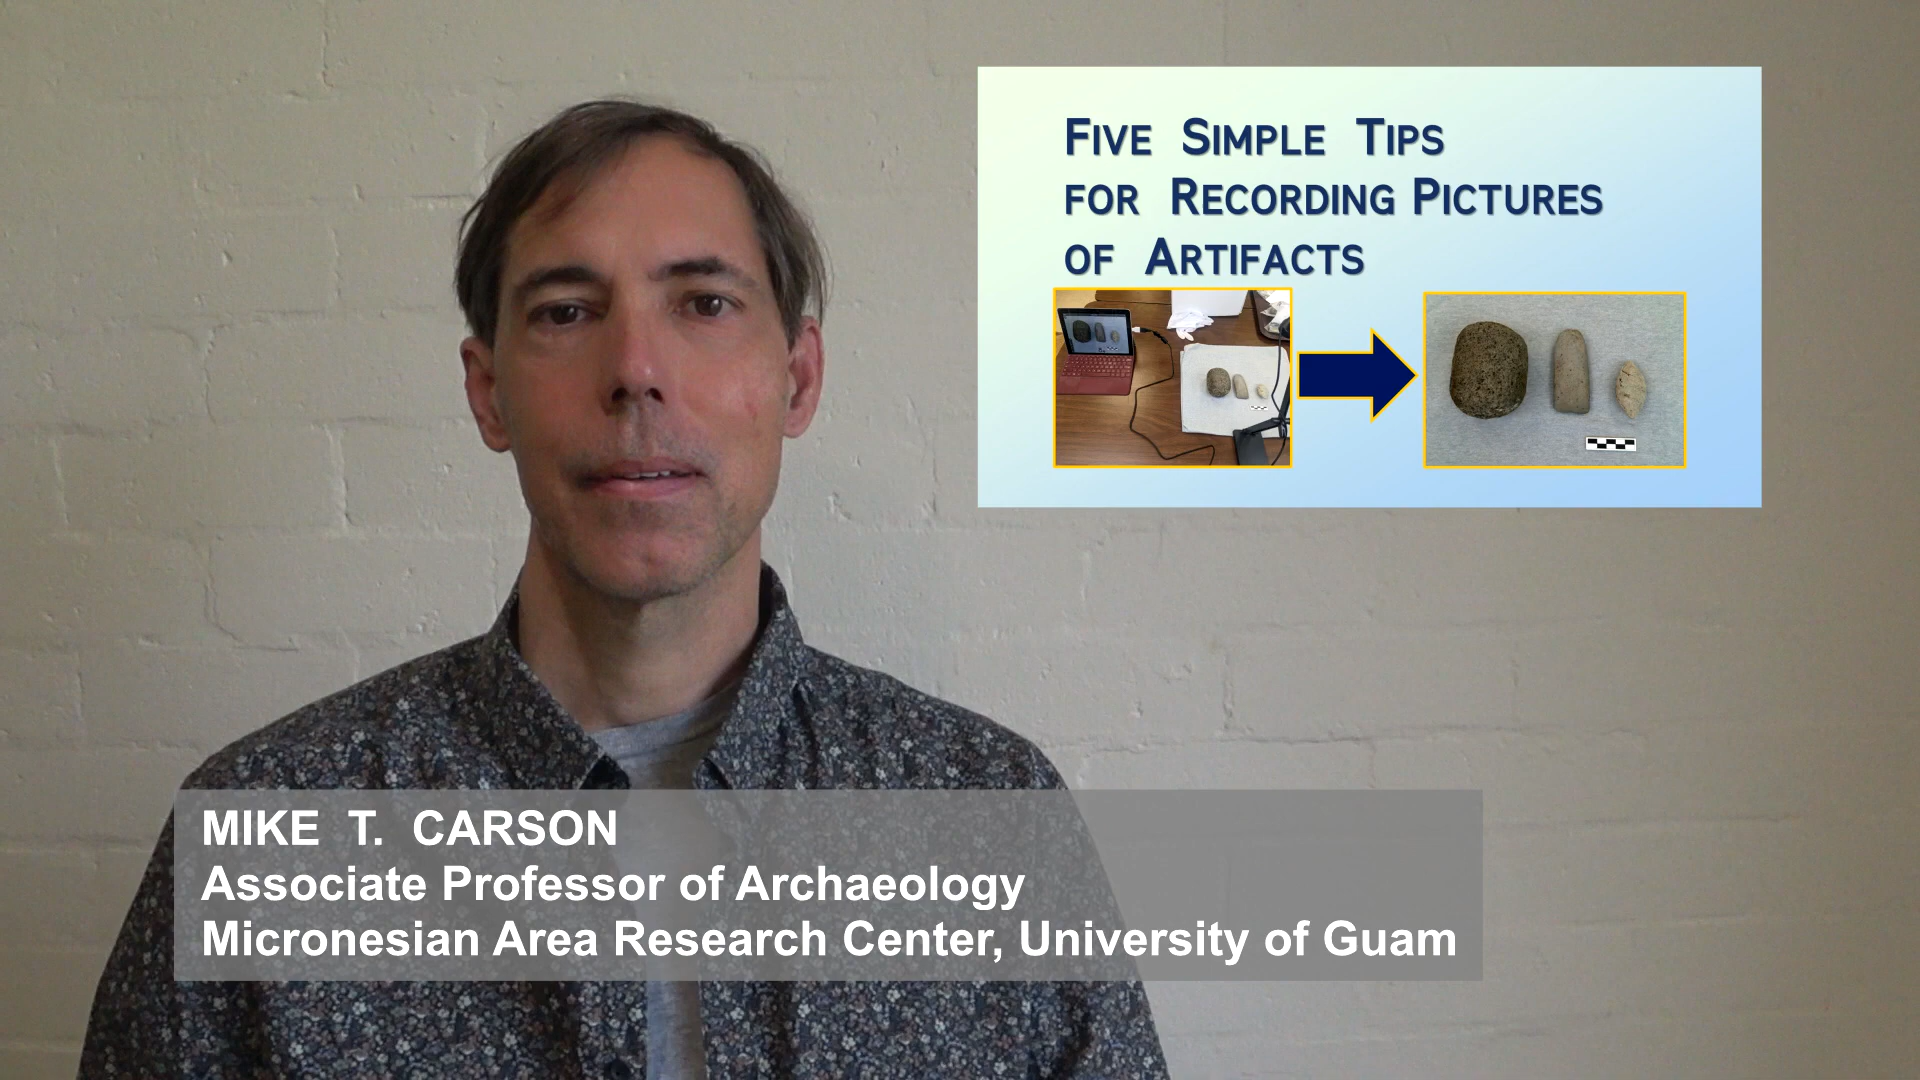 FIVE SIMPLE TIPS
FOR RECORDING PICTURES
OF ARTIFACTS
MIKE T. CARSON
Associate Professor of Archaeology
Micronesian Area Research Center, University of Guam